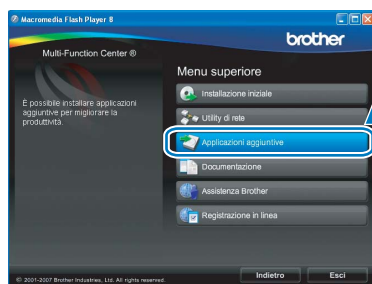 Macromedia Flash Player 8
brother
Multi-Function Center ®
Menu superiore
È possibile installare applicazioni
aggiuntive per migliorare la
produttività.
Installazione iniziale
Utility di rete
Applicazioni aggiuntive
Documentazione
Assistenza Brother
Registrazione in linea
© 2001-2007 Brother Industries, Ltd. All rights reserved.
Indietro
Esci